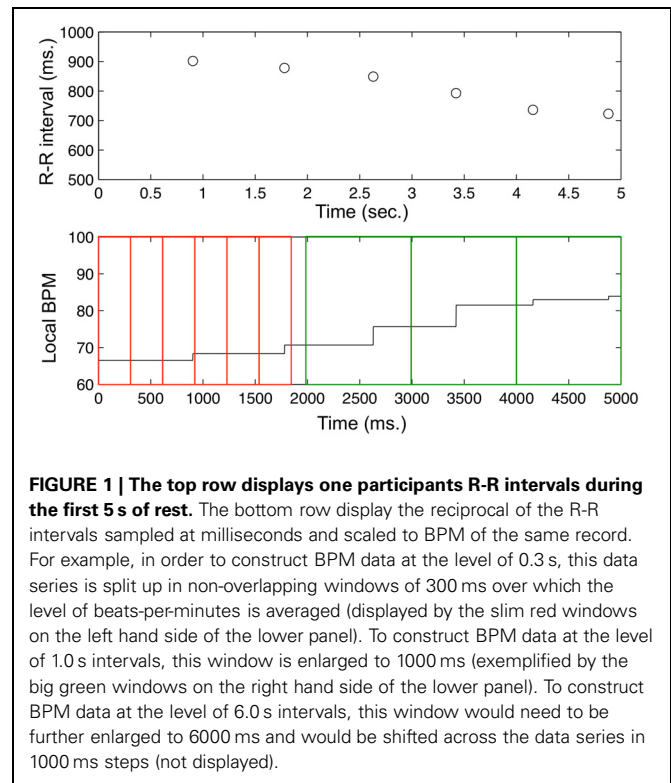 1000
900
800
700
600
500
R-R interval (ms.)
0 0.5 1 1.5 2 2.5 3 3.5 4 4.5 5
Time (sec.)
100
90
80
70
60
Local BPM
0 500 1000 1500 2000 2500 3000 3500 4000 4500 5000
Time (ms.)
FIGURE 1 | The top row displays one participants R-R intervals during
the first 5 s of rest. The bottom row display the reciprocal of the R-R
intervals sampled at milliseconds and scaled to BPM of the same record.
For example, in order to construct BPM data at the level of 0.3 s, this data
series is split up in non-overlapping windows of 300 ms over which the
level of beats-per-minutes is averaged (displayed by the slim red windows
on the left hand side of the lower panel). To construct BPM data at the level
of 1.0 s intervals, this window is enlarged to 1000 ms (exemplified by the
big green windows on the right hand side of the lower panel). To construct
BPM data at the level of 6.0 s intervals, this window would need to be
further enlarged to 6000 ms and would be shifted across the data series in
1000 ms steps (not displayed).